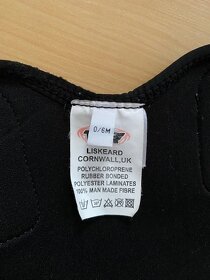 0/6M
LISKEARD
CORNWALL,UK
POLYCHLOROPRENE
RUBBER BONDED
POLYESTER LAMINATES
100% MAN MADE FIBRE